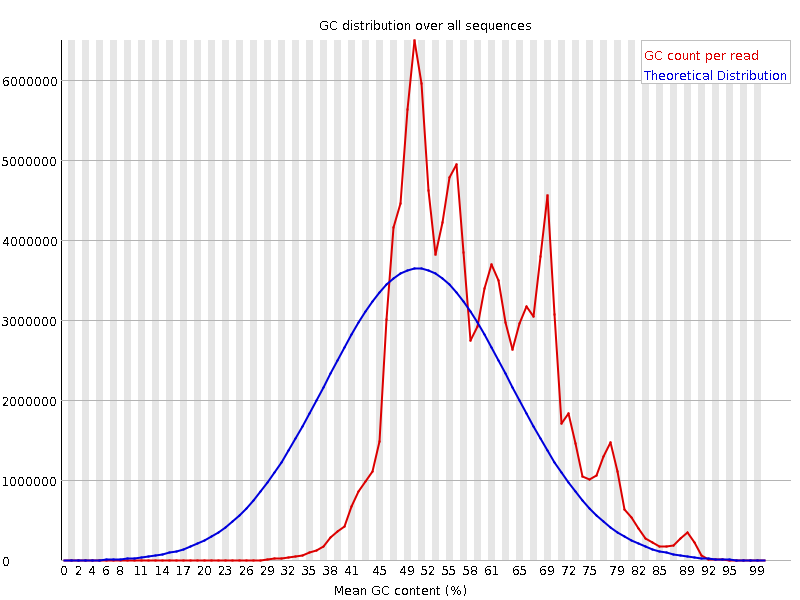 GC distribution over all sequences
GC count per read
Theoretical Distribution
6000000
5000000
4000000
3000000
2000000
1000000
0
0 2 4 6 8 11 14 17 20 23 26 29 32 35 38 41 45 49 52 55 58 61 65 69 72 75 79 82 85 89 92 95 99
Mean GC content (%)